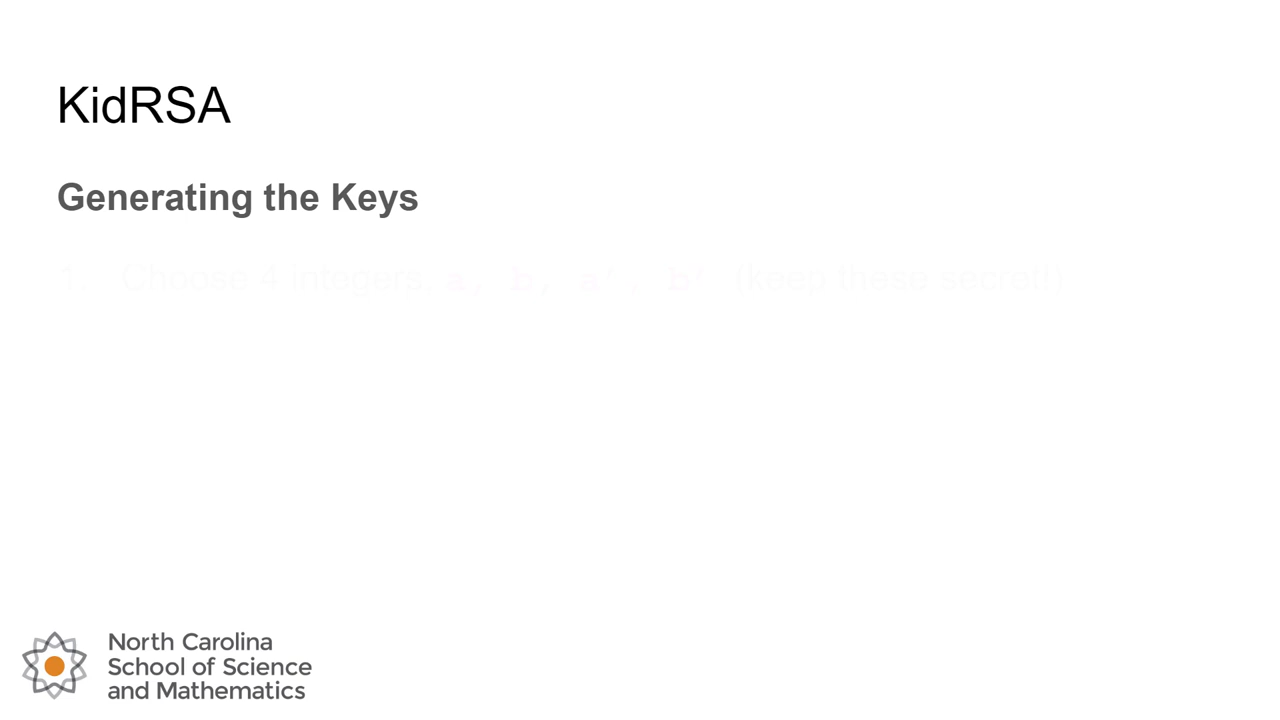 KidRSA
Generating the Keys
1. Choose 4 integers, a, b, a', b' (keep these secret!)
North Carolina
School of Science
and Mathematics